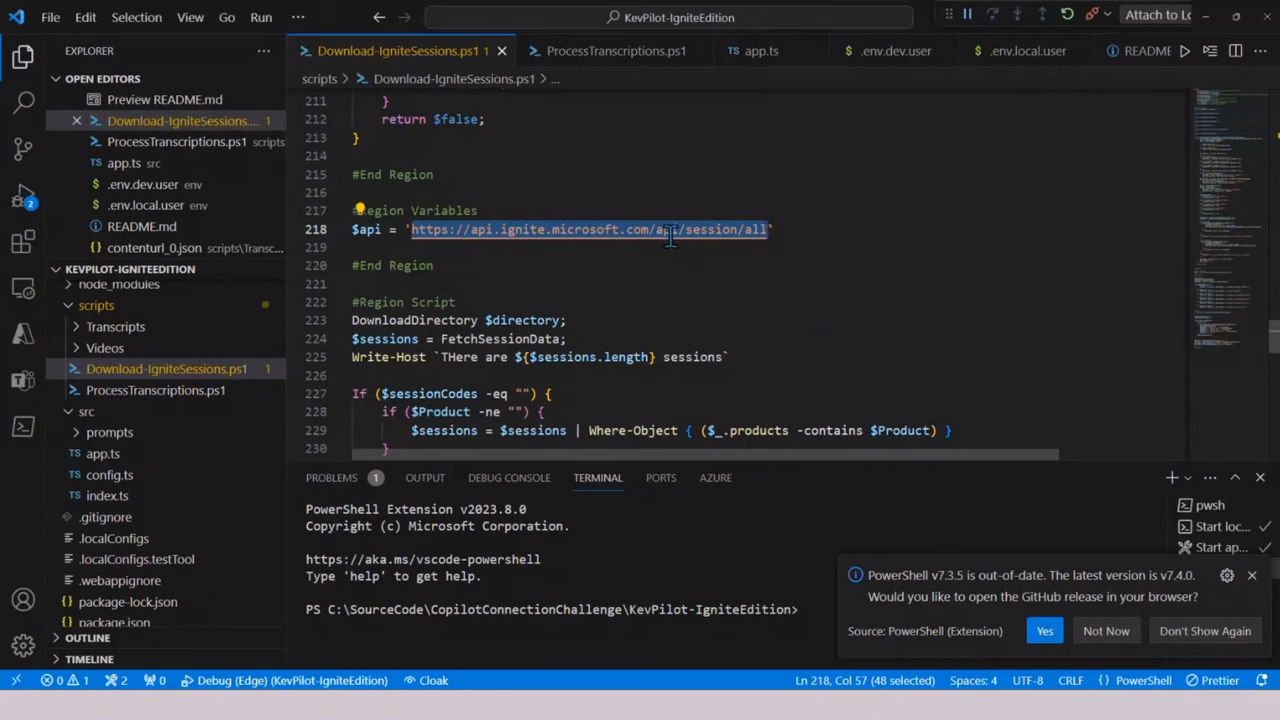 File Edit Selection View Go Run ···
KevPilot-IgniteEdition
Attach to Lo
EXPLORER
Download-IgniteSessions.ps1 1
ProcessTranscriptions.ps1
app.ts
$ .env.dev.user
$ .env.local.user
README
OPEN EDITORS
Preview README.md
Download-IgniteSessions.... 1
ProcessTranscriptions.ps1 scripts
app.ts src
$ .env.dev.user env
$ .env.local.user env
README.md
contenturl_0.json scripts\Transc...
KEVPILOT-IGNITEEDITION
node_modules
scripts
Transcripts
Videos
Download-IgniteSessions.ps1 1
ProcessTranscriptions.ps1
src
prompts
app.ts
config.ts
index.ts
.gitignore
.localConfigs
.localConfigs.testTool
.webappignore
package-lock.json
package.json
OUTLINE
TIMELINE
2
scripts > Download-IgniteSessions.ps1 > ...
211 }
212 return $false;
213 }
214
215 #End Region
216
217 #Region Variables
218 $api = 'https://api.ignite.microsoft.com/api/session/all'
219
220 #End Region
221
222 #Region Script
223 DownloadDirectory $directory;
224 $sessions = FetchSessionData;
225 Write-Host `THere are ${$sessions.length} sessions`
226
227 If ($sessionCodes -eq "") {
228 if ($Product -ne "") {
229 $sessions = $sessions | Where-Object { ($_.products -contains $Product) }
230 }
PROBLEMS 1 OUTPUT DEBUG CONSOLE TERMINAL PORTS AZURE
PowerShell Extension v2023.8.0
Copyright (c) Microsoft Corporation.
https://aka.ms/vscode-powershell
Type 'help' to get help.
PS C:\SourceCode\CopilotConnectionChallenge\KevPilot-IgniteEdition>
pwsh
Start loc...
Start ap...
PowerShell v7.3.5 is out-of-date. The latest version is v7.4.0.
Would you like to open the GitHub release in your browser?
Source: PowerShell (Extension)
Yes
Not Now
Don't Show Again
0 1 2 0 Debug (Edge) (KevPilot-IgniteEdition) Cloak
Ln 218, Col 57 (48 selected) Spaces: 4 UTF-8 CRLF {} PowerShell Prettier